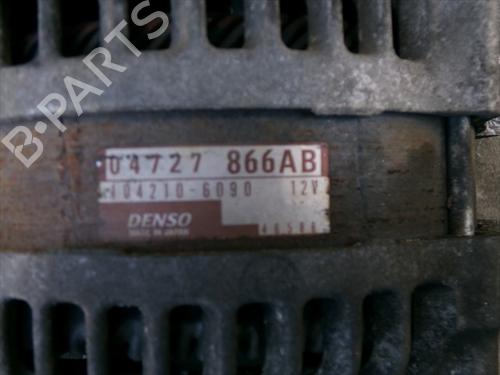 B-PARTS
04727 866AB
104210-6090 12V
DENSO
MADE IN JAPAN